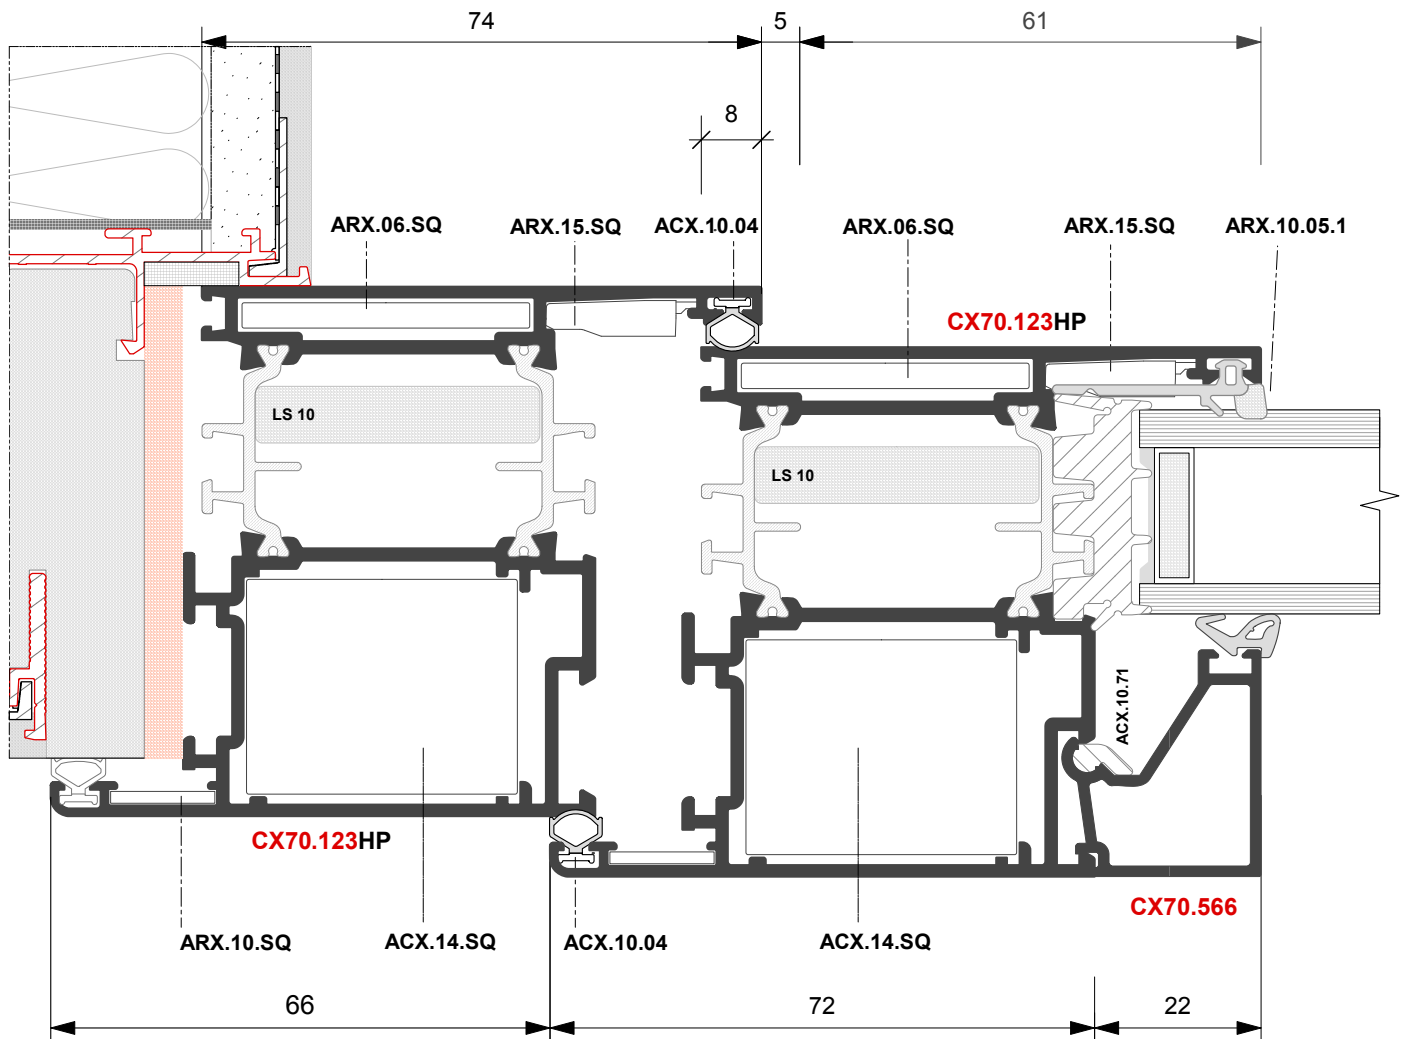 74
5
61
8
ARX.06.SQ
ARX.15.SQ
ACX.10.04
ARX.06.SQ
ARX.15.SQ
ARX.10.05.1
CX70.123HP
LS 10
LS 10
ACX.10.71
CX70.123HP
CX70.566
ARX.10.SQ
ACX.14.SQ
ACX.10.04
ACX.14.SQ
66
72
22